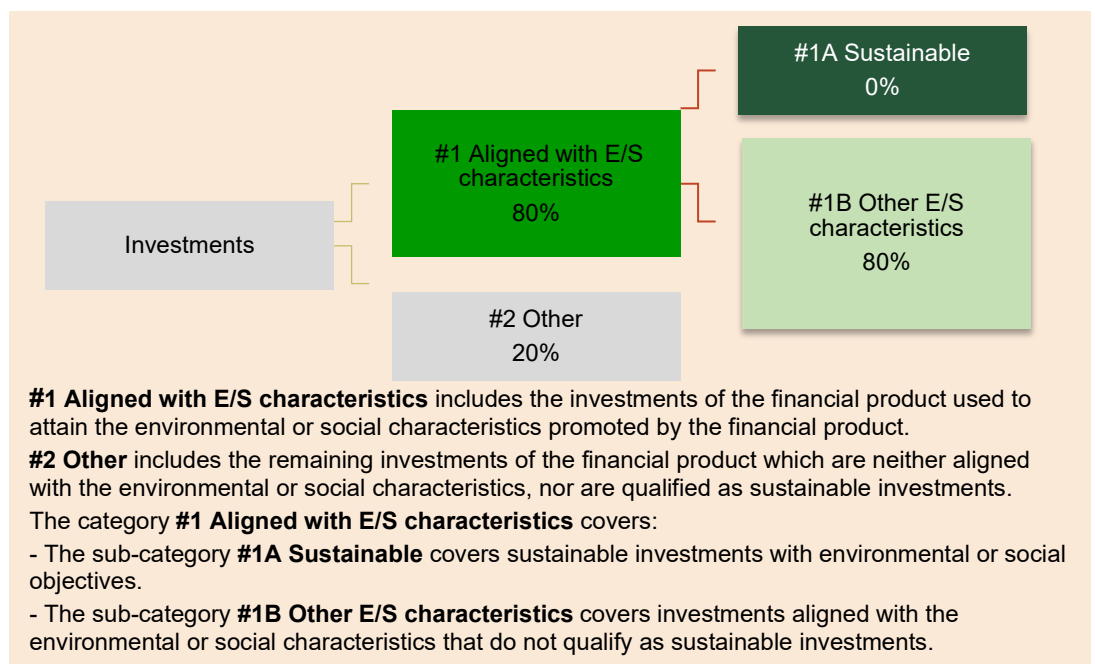 #1A Sustainable
0%
#1 Aligned with E/S
characteristics
80%
#1B Other E/S
characteristics
80%
Investments
#2 Other
20%
#1 Aligned with E/S characteristics includes the investments of the financial product used to
attain the environmental or social characteristics promoted by the financial product.
#2 Other includes the remaining investments of the financial product which are neither aligned
with the environmental or social characteristics, nor are qualified as sustainable investments.
The category #1 Aligned with E/S characteristics covers:
- The sub-category #1A Sustainable covers sustainable investments with environmental or social
objectives.
- The sub-category #1B Other E/S characteristics covers investments aligned with the
environmental or social characteristics that do not qualify as sustainable investments.